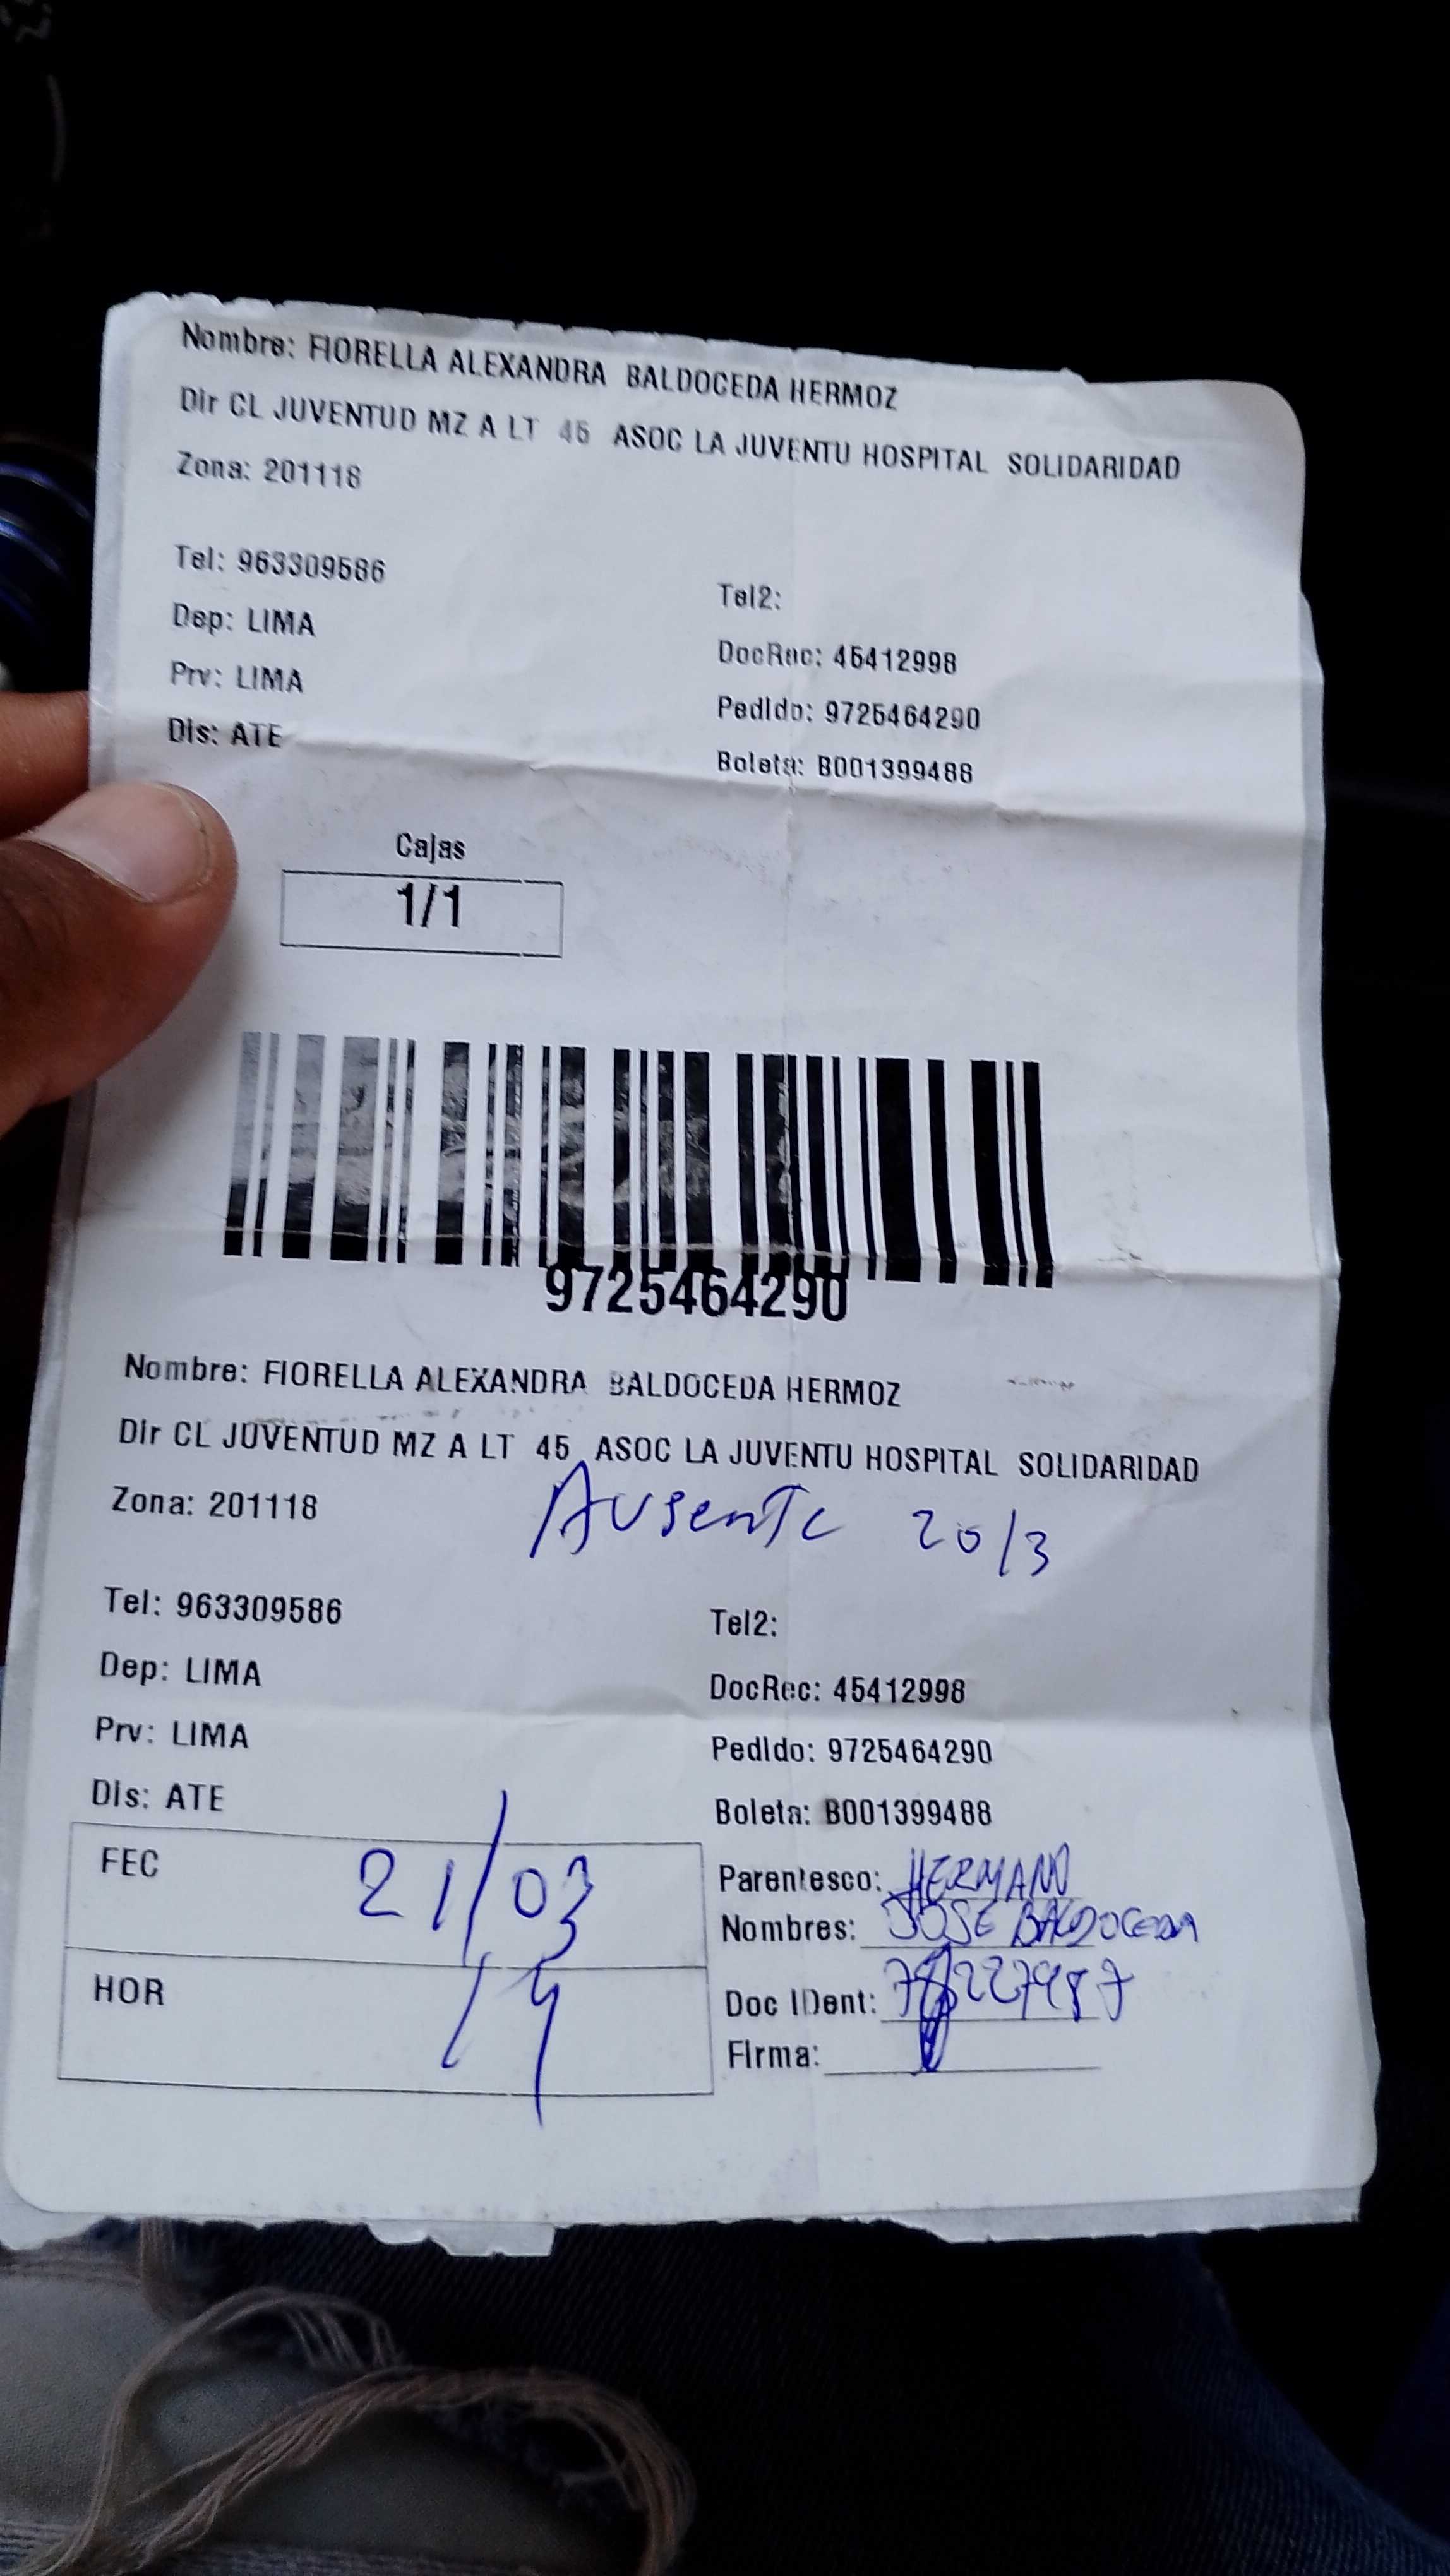 Nombre: FIORELLA ALEXANDRA BALDOCEDA HERMOZ
Dir CL JUVENTUD MZ A LT 45 ASOC LA JUVENTU HOSPITAL SOLIDARIDAD
Zona: 201118
Tel: 963309586
Tel2:
Dep: LIMA
DocRec: 45412998
Prv: LIMA
Pedido: 9725464290
Dis: ATE
Boleta: B001399488
Cajas
1/1
9725464290
Nombre: FIORELLA ALEXANDRA BALDOCEDA HERMOZ
Dir CL JUVENTUD MZ A LT 45 ASOC LA JUVENTU HOSPITAL SOLIDARIDAD
Zona: 201118
Ausente 20/3
Tel: 963309586
Tel2:
Dep: LIMA
DocRec: 45412998
Prv: LIMA
Pedido: 9725464290
Dis: ATE
Boleta: B001399488
FEC 21/03
Parentesco: HERMANO
Nombres: JOSE BALDOCEDA
HOR
Doc IDent:
Firma: